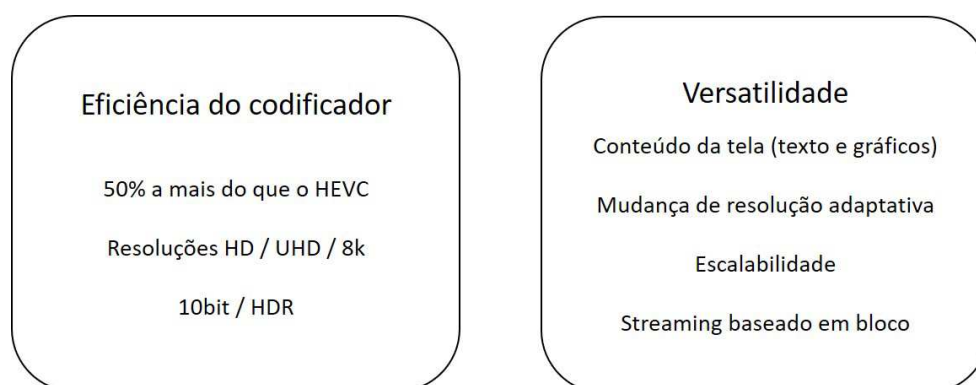 Eficiência do codificador
50% a mais do que o HEVC
Resoluções HD / UHD / 8k
10bit / HDR
Versatilidade
Conteúdo da tela (texto e gráficos)
Mudança de resolução adaptativa
Escalabilidade
Streaming baseado em bloco